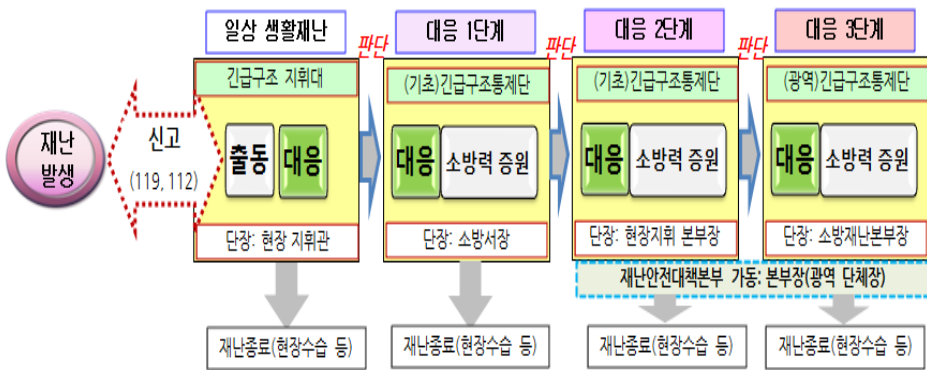 일상 생활재난
대응 1단계
대응 2단계
대응 3단계
판단
판단
판단
긴급구조 지휘대
(기초)긴급구조통제단
(기초)긴급구조통제단
(광역)긴급구조통제단
재난
발생
신고
(119, 112)
출동
대응
대응
소방력 증원
대응
소방력 증원
대응
소방력 증원
단장: 현장 지휘관
단장: 소방서장
단장: 현장지휘 본부장
단장: 소방재난본부장
재난안전대책본부 가동: 본부장(광역 단체장)
재난종료(현장수습 등)
재난종료(현장수습 등)
재난종료(현장수습 등)
재난종료(현장수습 등)